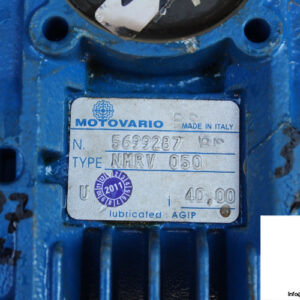 MOTOVARIO
MADE IN ITALY
N. 5699287
TYPE NMRV 050
U 2011 i 40,00
lubricated: AGIP